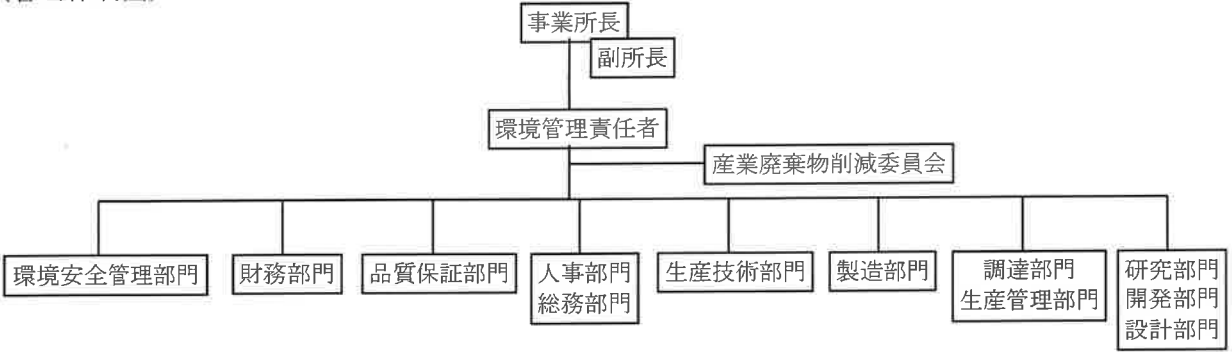 事業所長
副所長
環境管理責任者
産業廃棄物削減委員会
環境安全管理部門
財務部門
品質保証部門
人事部門
総務部門
生産技術部門
製造部門
調達部門
生産管理部門
研究部門
開発部門
設計部門